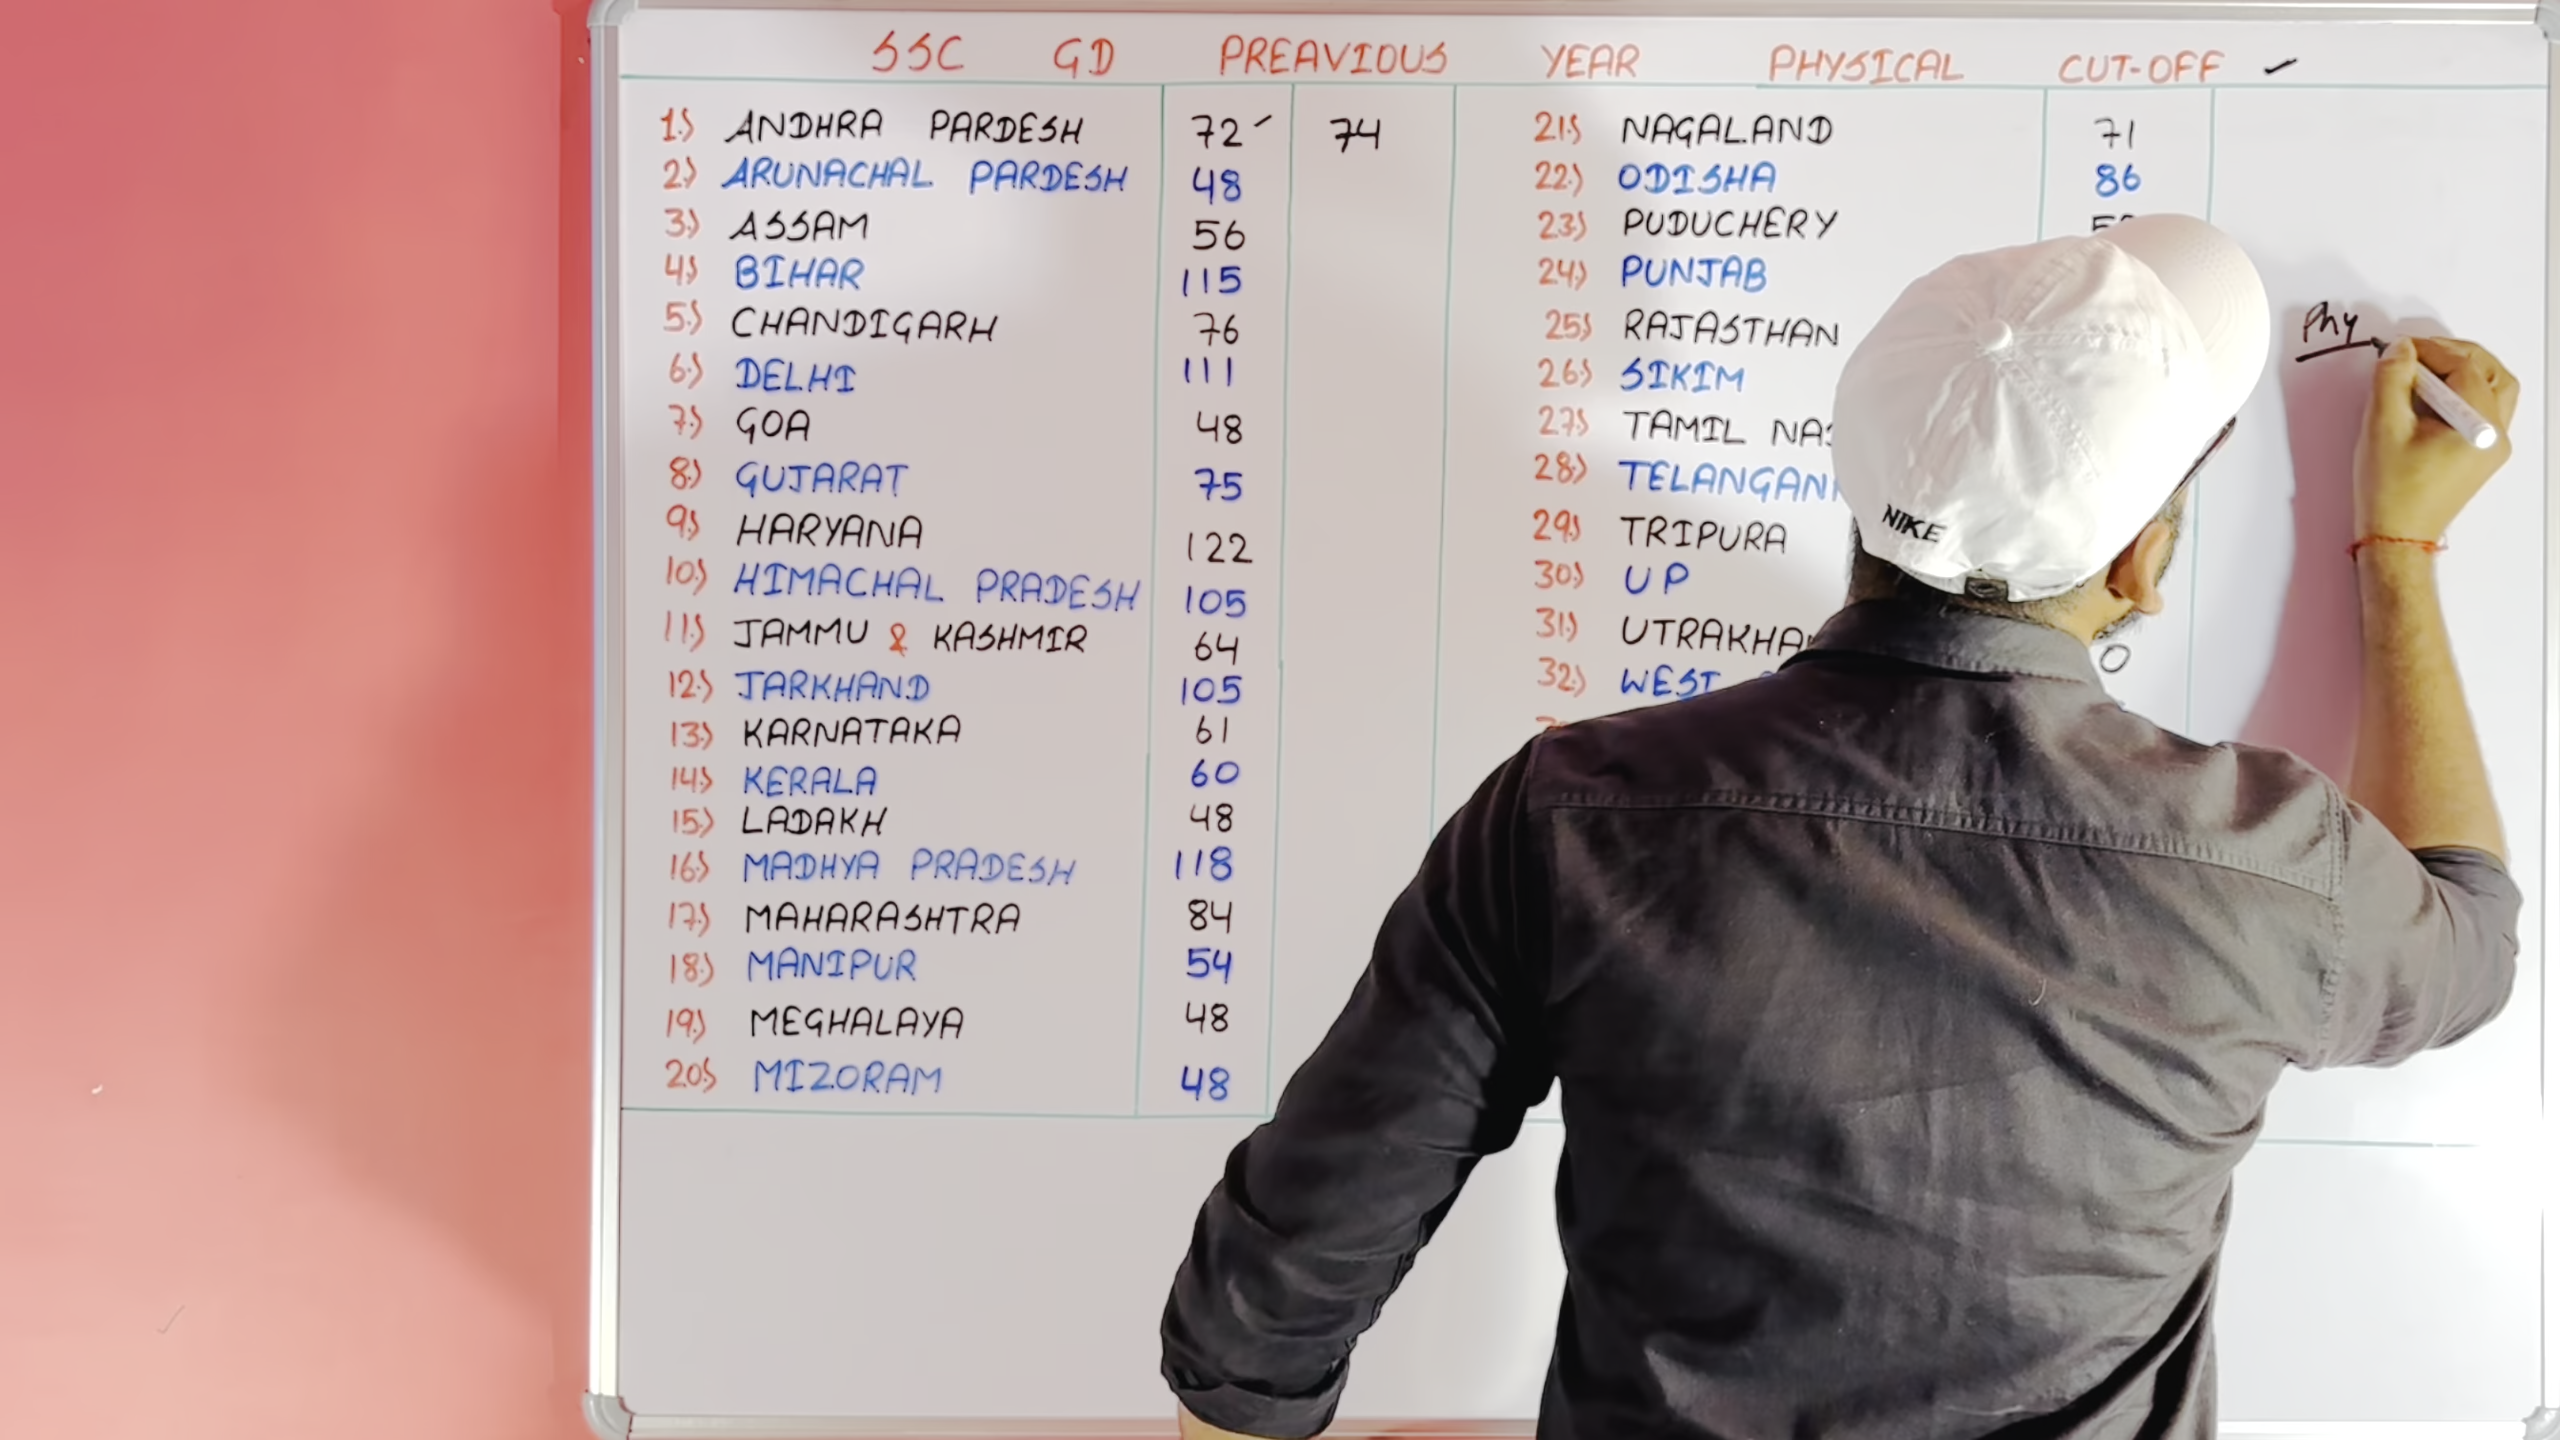 SSC GD PREAVIOUS YEAR PHYSICAL CUT-OFF
1) ANDHRA PARDESH 72 74
2) ARUNACHAL PARDESH 48
3) ASSAM 56
4) BIHAR 115
5) CHANDIGARH 76
6) DELHI 111
7) GOA 48
8) GUJARAT 75
9) HARYANA 122
10) HIMACHAL PRADESH 105
11) JAMMU & KASHMIR 64
12) JARKHAND 105
13) KARNATAKA 61
14) KERALA 60
15) LADAKH 48
16) MADHYA PRADESH 118
17) MAHARASHTRA 84
18) MANIPUR 54
19) MEGHALAYA 48
20) MIZORAM 48
21) NAGALAND 71
22) ODISHA 86
23) PUDUCHERY
24) PUNJAB
25) RAJASTHAN
26) SIKIM
27) TAMIL
28)
29) TRIPURA
30) UP
31)
32) WEST
Phy
NIKE